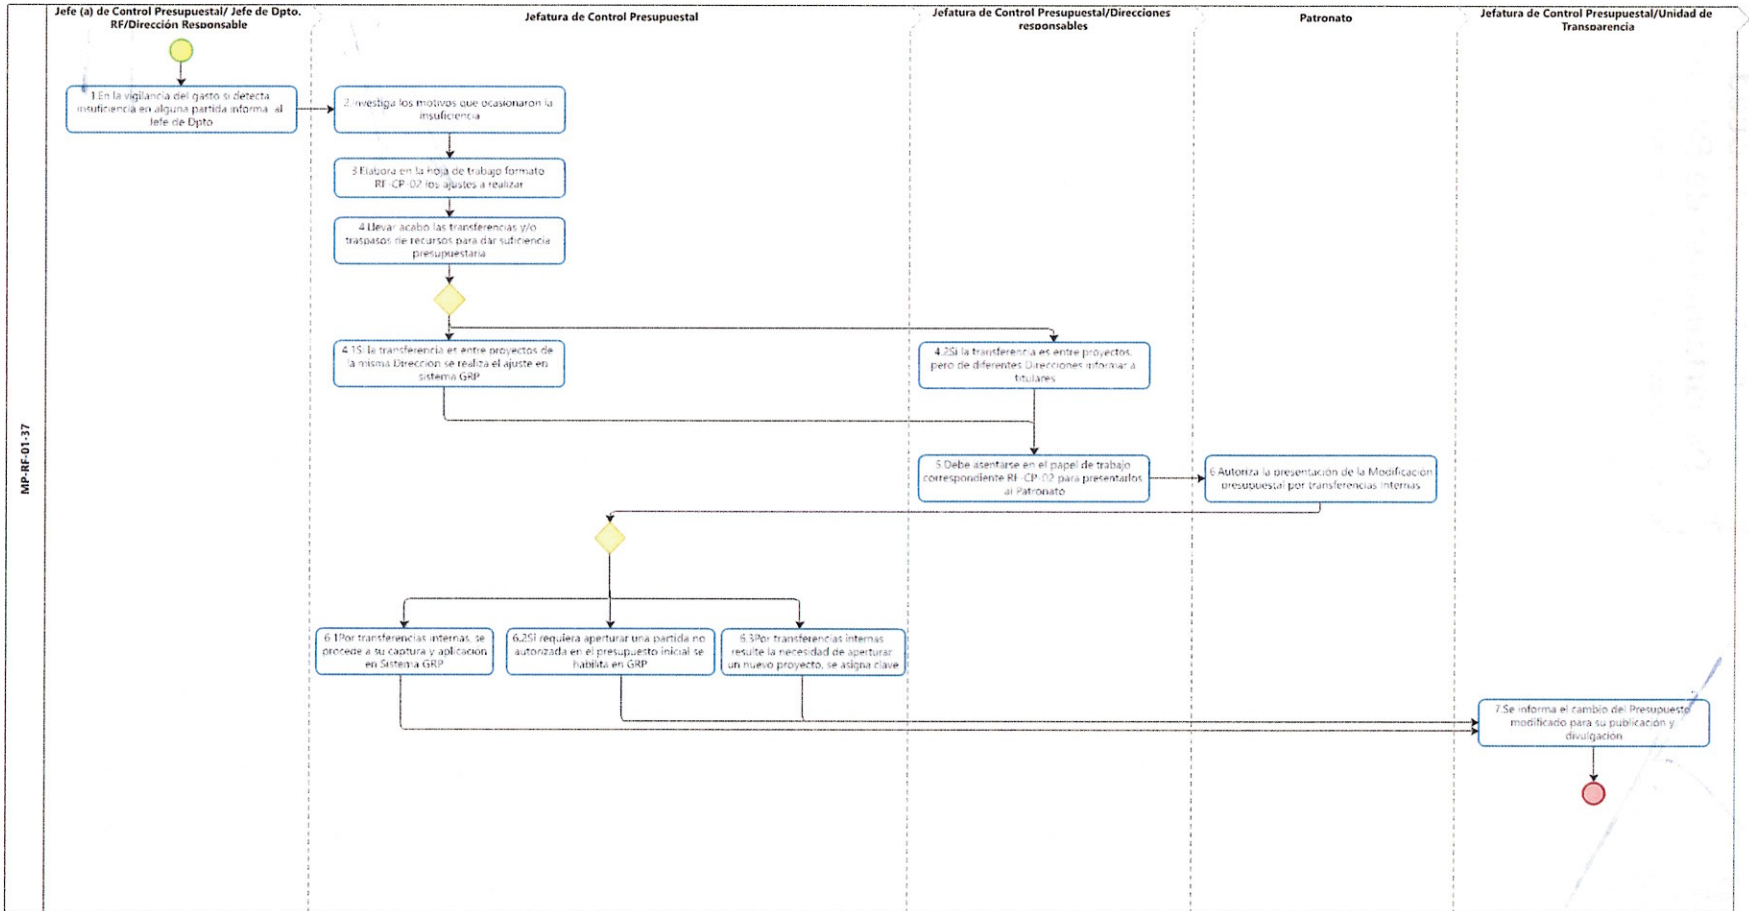 Jefe (a) de Control Presupuestal/ Jefe de Dpto.
RF/Dirección Responsable
Jefatura de Control Presupuestal
Jefatura de Control Presupuestal/Direcciones
responsables
Patronato
Jefatura de Control Presupuestal/Unidad de
Transparencia
MP-RF-01-37
1.En la vigilancia del gasto si detecta
insuficiencia en alguna partida informa al
Jefe de Dpto
2.Investiga los motivos que ocasionaron la
insuficiencia
3.Elabora en la hoja de trabajo formato
RF-CP-02 los ajustes a realizar
4.Llevar acabo las transferencias y/o
traspasos de recursos para dar suficiencia
presupuestaria
4.1Si la transferencia es entre proyectos de
la misma Direccion se realiza el ajuste en
sistema GRP
4.2Si la transferencia es entre proyectos,
pero de diferentes Direcciones informar a
titulares
5.Debe asentarse en el papel de trabajo
correspondiente RF-CP-02 para presentarlos
al Patronato
6.Autoriza la presentación de la Modificación
presupuestal por transferencias internas
6.1Por transferencias internas, se
procede a su captura y aplicación
en Sistema GRP
6.2Si requiera aperturar una partida no
autorizada en el presupuesto inicial se
habilita en GRP
6.3Por transferencias internas
resulte la necesidad de aperturar
un nuevo proyecto, se asigna clave
7.Se informa el cambio del Presupuesto
modificado para su publicación y
divulgación